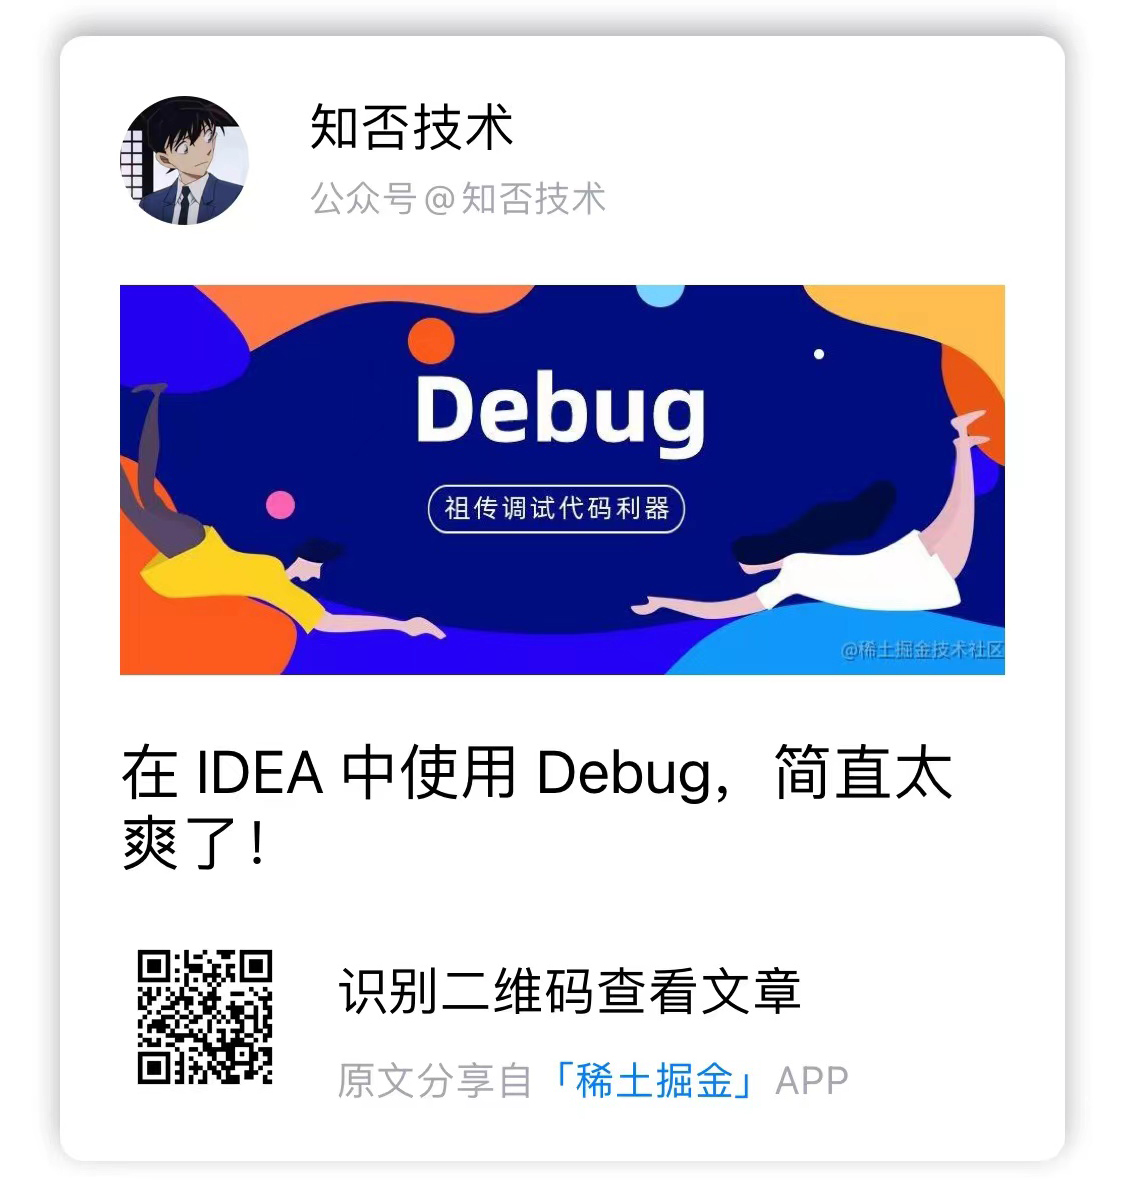 知否技术
公众号@知否技术
Debug
祖传调试代码利器
@稀土掘金技术社区
在 IDEA 中使用 Debug，简直太
爽了！
识别二维码查看文章
原文分享自「稀土掘金」APP